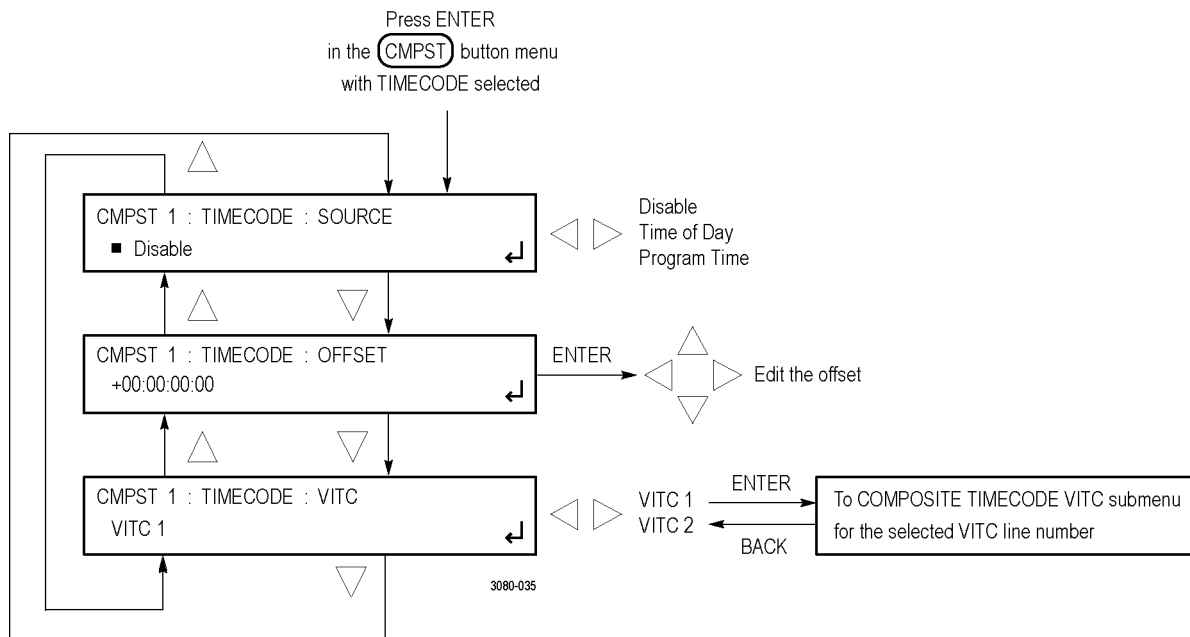 Press ENTER
in the CMPST button menu
with TIMECODE selected
CMPST 1 : TIMECODE : SOURCE
■ Disable
Disable
Time of Day
Program Time
CMPST 1 : TIMECODE : OFFSET
+00:00:00:00
ENTER
Edit the offset
CMPST 1 : TIMECODE : VITC
VITC 1
VITC 1
VITC 2
ENTER
BACK
To COMPOSITE TIMECODE VITC submenu
for the selected VITC line number
3080-035